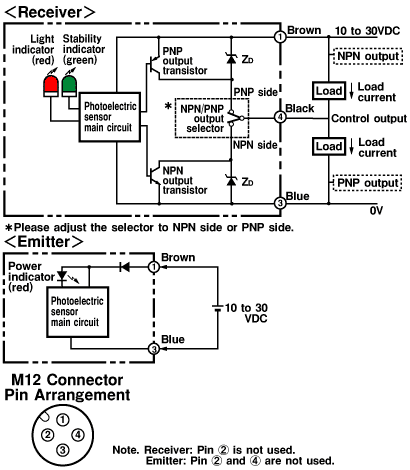 <Receiver>
Light indicator (red)
Stability indicator (green)
PNP output transistor
ZD
① Brown
10 to 30VDC
NPN output
Load
Load current
Photoelectric sensor main circuit
*
NPN/PNP output selector
PNP side
④ Black
Control output
NPN side
Load
Load current
NPN output transistor
ZD
PNP output
③ Blue
0V
*Please adjust the selector to NPN side or PNP side.
<Emitter>
Power indicator (red)
① Brown
Photoelectric sensor main circuit
10 to 30 VDC
③ Blue
M12 Connector
Pin Arrangement
①
② ④
③
Note. Receiver: Pin ② is not used.
Emitter: Pin ② and ④ are not used.